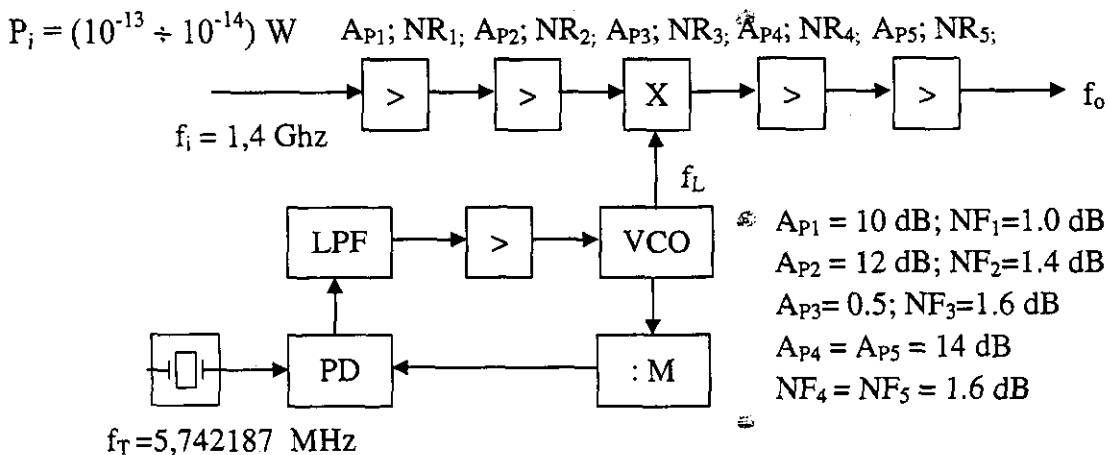 P_i = (10^-13 ÷ 10^-14) W A_P1; NR_1; A_P2; NR_2; A_P3; NR_3; A_P4; NR_4; A_P5; NR_5;
> > X > > f_o
f_i = 1,4 Ghz
f_L
LPF > VCO
A_P1 = 10 dB; NF_1=1.0 dB
A_P2 = 12 dB; NF_2=1.4 dB
A_P3= 0.5; NF_3=1.6 dB
A_P4 = A_P5 = 14 dB
NF_4 = NF_5 = 1.6 dB
PD : M
f_T=5,742187 MHz